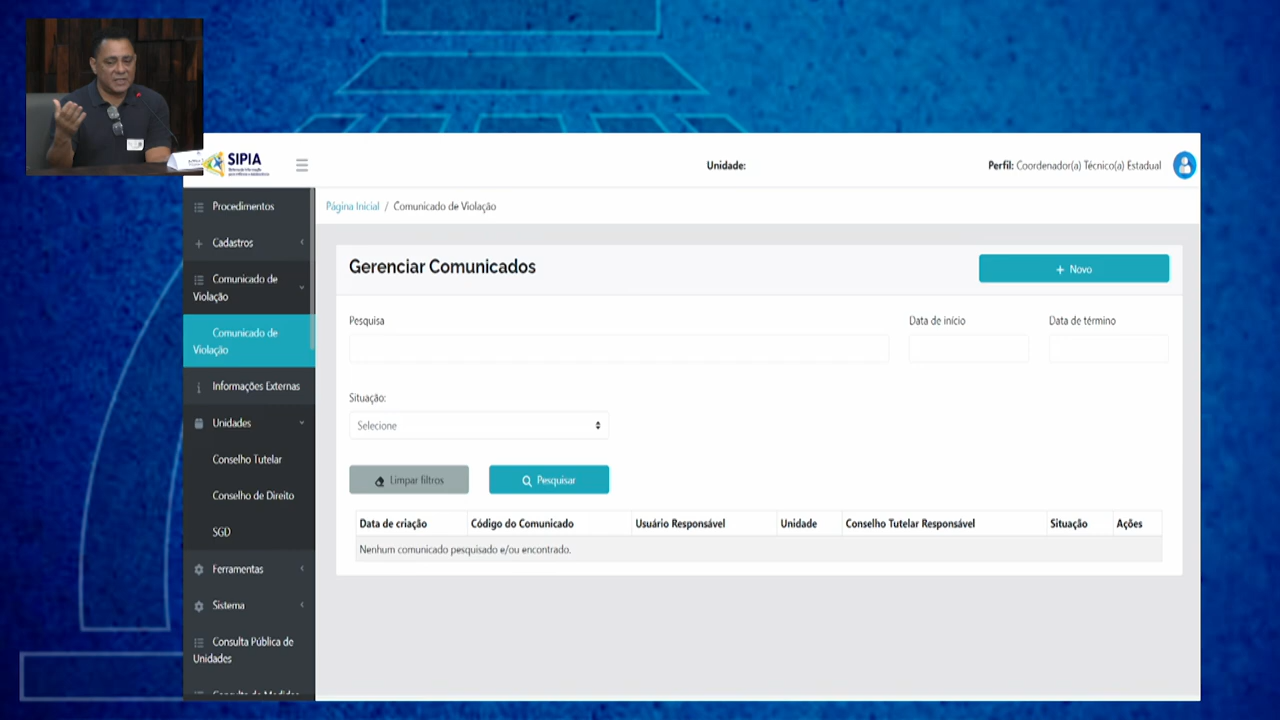 SIPIA
Unidade:
Perfil: Coordenador(a) Técnico(a) Estadual
Procedimentos
Cadastros
Comunicado de
Violação
Comunicado de
Violação
Informações Externas
Unidades
Conselho Tutelar
Conselho de Direito
SGD
Ferramentas
Sistema
Consulta Pública de
Unidades
Página Inicial / Comunicado de Violação
Gerenciar Comunicados
+ Novo
Pesquisa
Data de início
Data de término
Situação:
Selecione
Limpar filtros
Pesquisar
Data de criação Código do Comunicado Usuário Responsável Unidade Conselho Tutelar Responsável Situação Ações
Nenhum comunicado pesquisado e/ou encontrado.